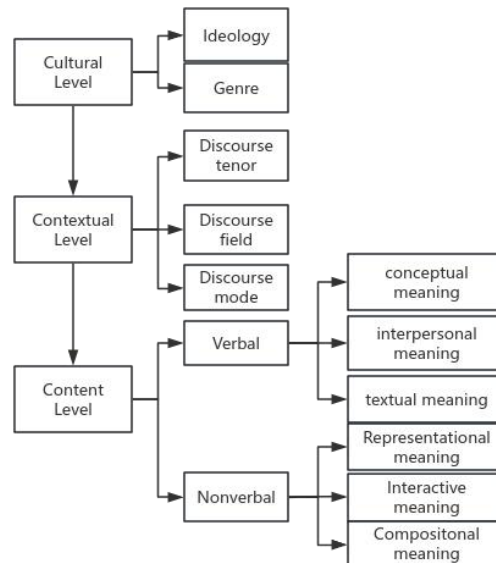 Ideology
Cultural
Level
Genre
Discourse
tenor
Contextual
Level
Discourse
field
Discourse
mode
conceptual
meaning
Verbal
interpersonal
meaning
Content
Level
textual meaning
Representational
meaning
Nonverbal
Interactive
meaning
Compositonal
meaning